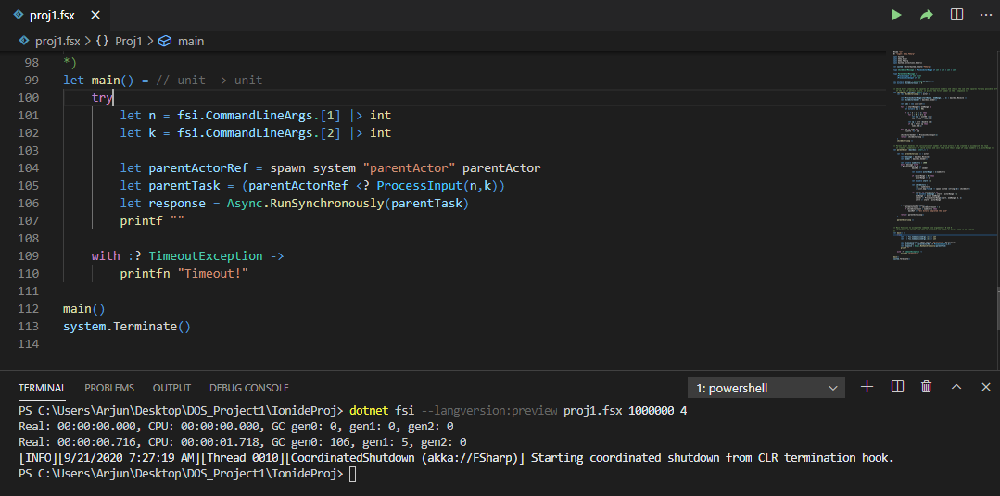 proj1.fsx
proj1.fsx > {} Proj1 > main
98 *)
99 let main() = // unit -> unit
100 try
101 let n = fsi.CommandLineArgs.[1] |> int
102 let k = fsi.CommandLineArgs.[2] |> int
103
104 let parentActorRef = spawn system "parentActor" parentActor
105 let parentTask = (parentActorRef <? ProcessInput(n,k))
106 let response = Async.RunSynchronously(parentTask)
107 printf ""
108
109 with :? TimeoutException ->
110 printfn "Timeout!"
111
112 main()
113 system.Terminate()
114
TERMINAL PROBLEMS OUTPUT DEBUG CONSOLE 1: powershell
PS C:\Users\Arjun\Desktop\DOS_Project1\IonideProj> dotnet fsi --langversion:preview proj1.fsx 1000000 4
Real: 00:00:00.000, CPU: 00:00:00.000, GC gen0: 0, gen1: 0, gen2: 0
Real: 00:00:00.716, CPU: 00:00:01.718, GC gen0: 106, gen1: 5, gen2: 0
[INFO][9/21/2020 7:27:19 AM][Thread 0010][CoordinatedShutdown (akka://FSharp)] Starting coordinated shutdown from CLR termination hook.
PS C:\Users\Arjun\Desktop\DOS_Project1\IonideProj>